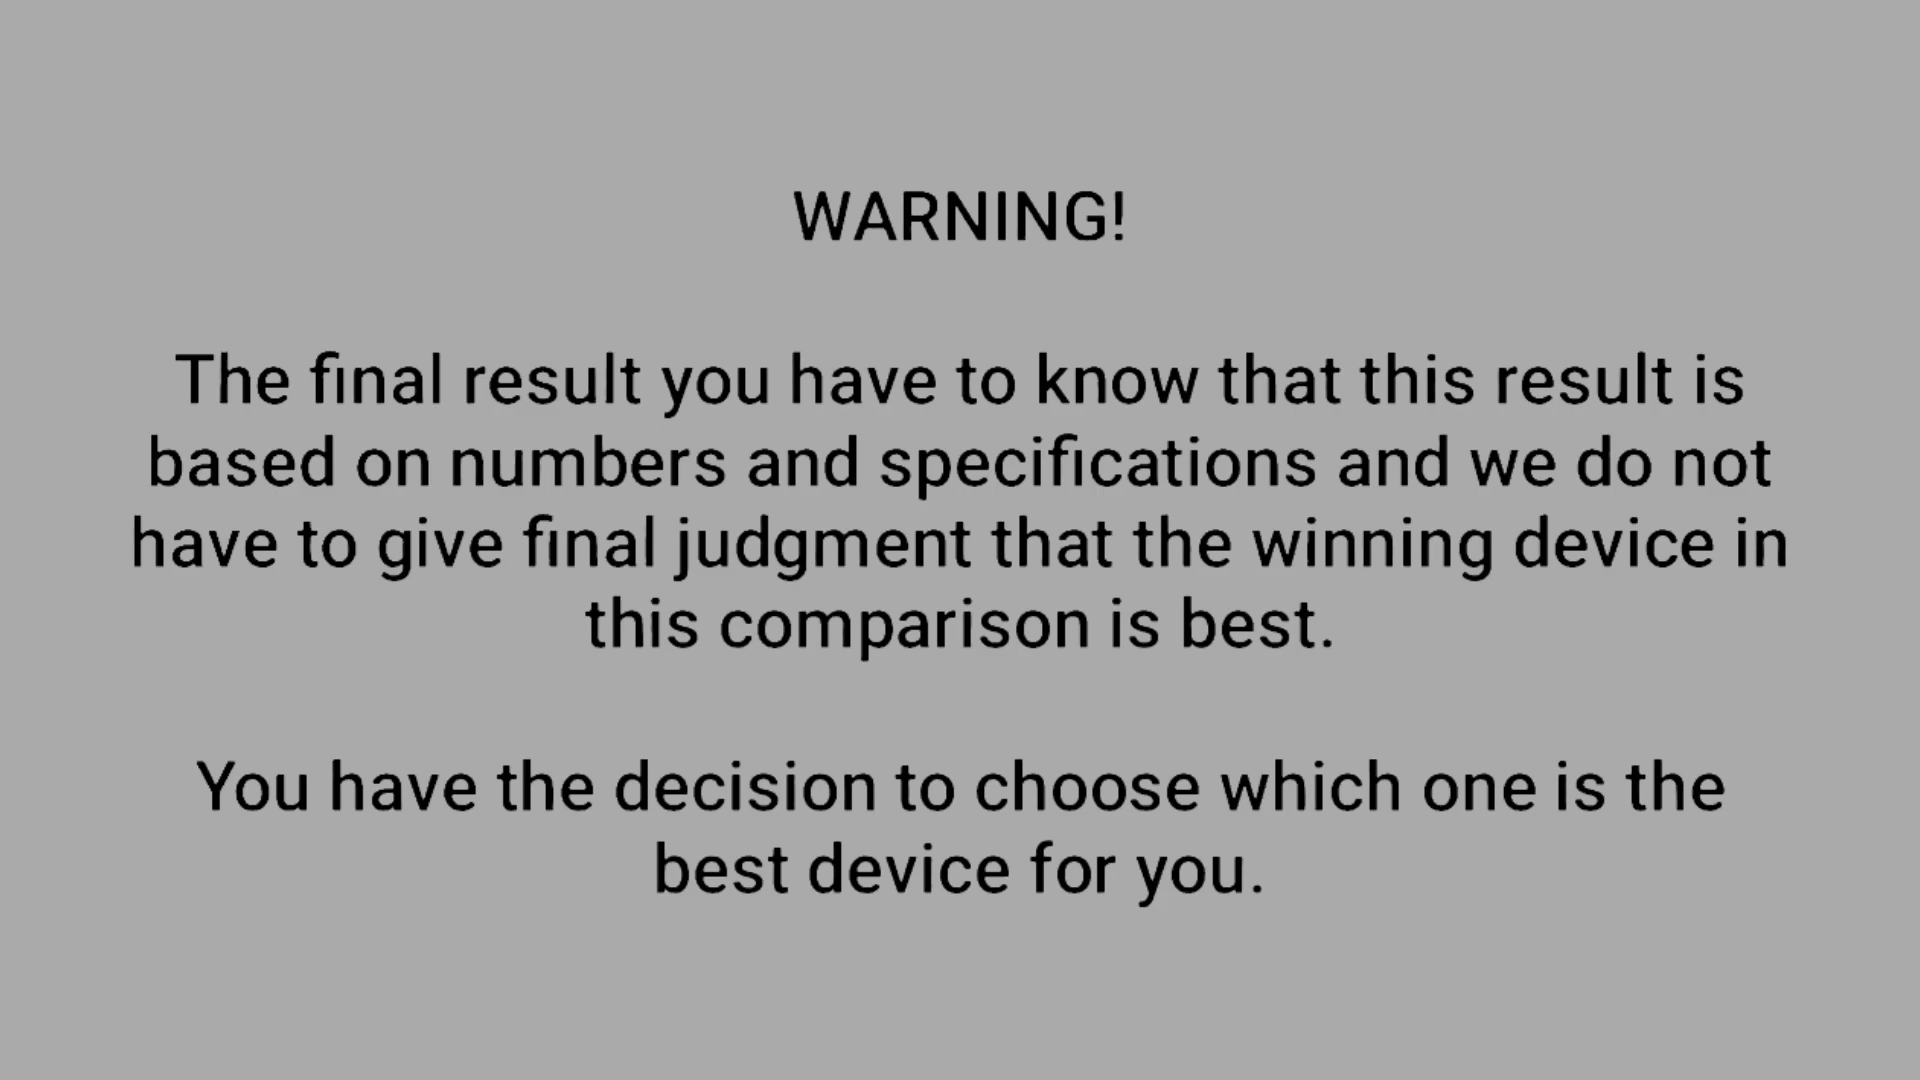 WARNING!
The final result you have to know that this result is
based on numbers and specifications and we do not
have to give final judgment that the winning device in
this comparison is best.
You have the decision to choose which one is the
best device for you.